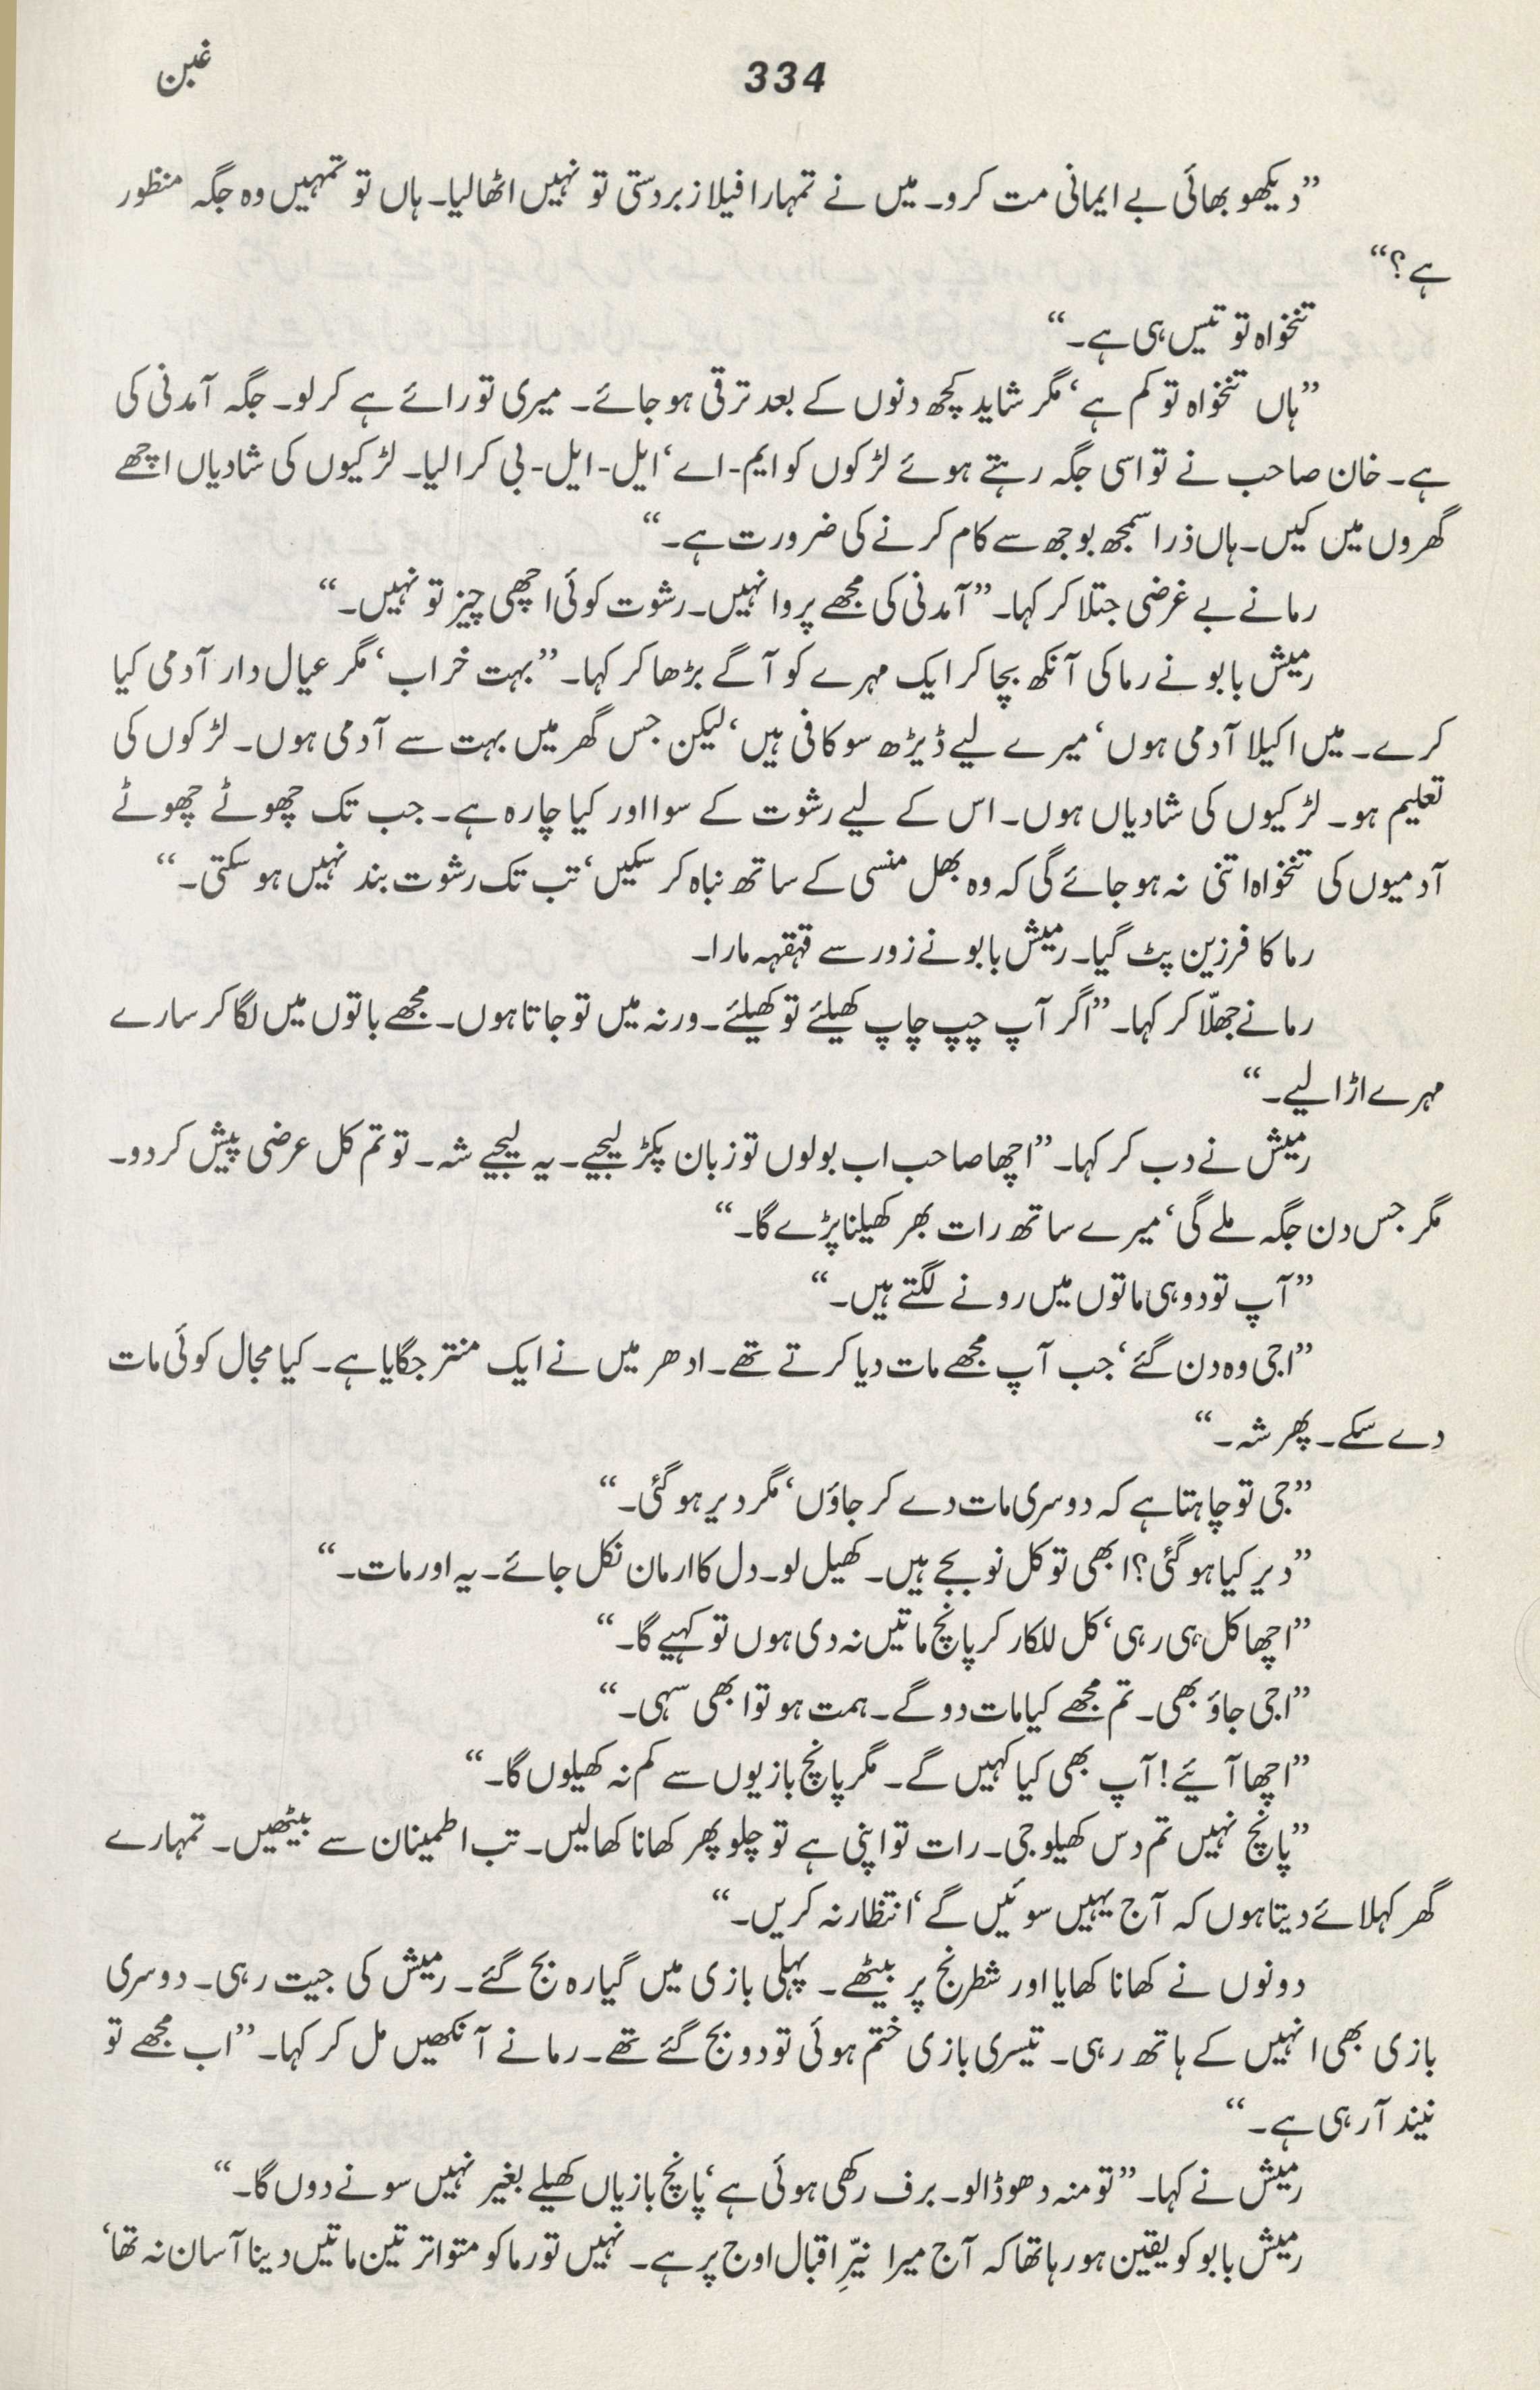 غبن
334
”دیکھو بھائی بے ایمانی مت کرو۔ میں نے تمہارا فیلا زبردستی تو نہیں اٹھا لیا۔ ہاں تو تمہیں وہ جگہ منظور
ہے؟“
تنخواہ تو تیس ہی ہے۔“
”ہاں تنخواہ تو کم ہے‘ مگر شاید کچھ دنوں کے بعد ترقی ہو جائے۔ میری تو رائے ہے کر لو۔ جگہ آمدنی کی
ہے۔ خان صاحب نے تو اسی جگہ رہتے ہوئے لڑکوں کو ایم-اے‘ ایل-ایل-بی کرا لیا۔ لڑکیوں کی شادیاں اچھے
گھروں میں کیں۔ ہاں ذرا سمجھ بوجھ سے کام کرنے کی ضرورت ہے۔“
رما نے بے غرضی جتلا کر کہا۔ ”آمدنی کی مجھے پروا نہیں۔ رشوت کوئی اچھی چیز تو نہیں۔“
رمیش بابو نے رما کی آنکھ بچا کر ایک مہرے کو آگے بڑھا کر کہا۔ ”بہت خراب‘ مگر عیال دار آدمی کیا
کرے۔ میں اکیلا آدمی ہوں‘ میرے لیے ڈیڑھ سو کافی ہیں‘ لیکن جس گھر میں بہت سے آدمی ہوں۔ لڑکوں کی
تعلیم ہو۔ لڑکیوں کی شادیاں ہوں۔ اس کے لیے رشوت کے سوا اور کیا چارہ ہے۔ جب تک چھوٹے چھوٹے
آدمیوں کی تنخواہ اتنی نہ ہو جائے گی کہ وہ بھل منسی کے ساتھ نباہ کر سکیں‘ تب تک رشوت بند نہیں ہو سکتی۔“
رما کا فرزین پٹ گیا۔ رمیش بابو نے زور سے قہقہہ مارا۔
رما نے جھلّا کر کہا۔ ”اگر آپ چپ چاپ کھیلئے تو کھیلئے۔ ورنہ میں تو جاتا ہوں۔ مجھے باتوں میں لگا کر سارے
مہرے اڑا لیے۔“
رمیش نے دب کر کہا۔ ”اچھا صاحب اب بولوں تو زبان پکڑ لیجیے۔ یہ لیجیے شہ۔ تو تم کل عرضی پیش کر دو۔
مگر جس دن جگہ ملے گی‘ میرے ساتھ رات بھر کھیلنا پڑے گا۔“
”آپ تو دو ہی ماتوں میں رونے لگتے ہیں۔“
”اجی وہ دن گئے‘ جب آپ مجھے مات دیا کرتے تھے۔ ادھر میں نے ایک منتر جگایا ہے۔ کیا مجال کوئی مات
دے سکے۔ پھر شہ۔“
”جی تو چاہتا ہے کہ دوسری مات دے کر جاؤں‘ مگر دیر ہو گئی۔“
”دیر کیا ہو گئی؟ ابھی تو کل نو بجے ہیں۔ کھیل لو۔ دل کا ارمان نکل جائے۔ یہ اور مات۔“
”اچھا کل ہی رہی‘ کل للکار کر پانچ ماتیں نہ دی ہوں تو کہیے گا۔“
”اجی جاؤ بھی۔ تم مجھے کیا مات دو گے۔ ہمت ہو تو ابھی سہی۔“
”اچھا آئیے! آپ بھی کیا کہیں گے۔ مگر پانچ بازیوں سے کم نہ کھیلوں گا۔“
”پانچ نہیں تم دس کھیلو جی۔ رات تو اپنی ہے تو چلو پھر کھانا کھا لیں۔ تب اطمینان سے بیٹھیں۔ تمہارے
گھر کہلائے دیتا ہوں کہ آج یہیں سوئیں گے‘ انتظار نہ کریں۔“
دونوں نے کھانا کھایا اور شطرنج پر بیٹھے۔ پہلی بازی میں گیارہ بج گئے۔ رمیش کی جیت رہی۔ دوسری
بازی بھی انہیں کے ہاتھ رہی۔ تیسری بازی ختم ہوئی تو دو بج گئے تھے۔ رما نے آنکھیں مل کر کہا۔ ”اب مجھے تو
نیند آ رہی ہے۔“
رمیش نے کہا۔ ”تو منہ دھو ڈالو۔ برف رکھی ہوئی ہے‘ پانچ بازیاں کھیلے بغیر نہیں سونے دوں گا۔“
رمیش بابو کو یقین ہو رہا تھا کہ آج میرا نیّرِ اقبال اوج پر ہے۔ نہیں تو رما کو متواتر تین ماتیں دینا آسان نہ تھا‘